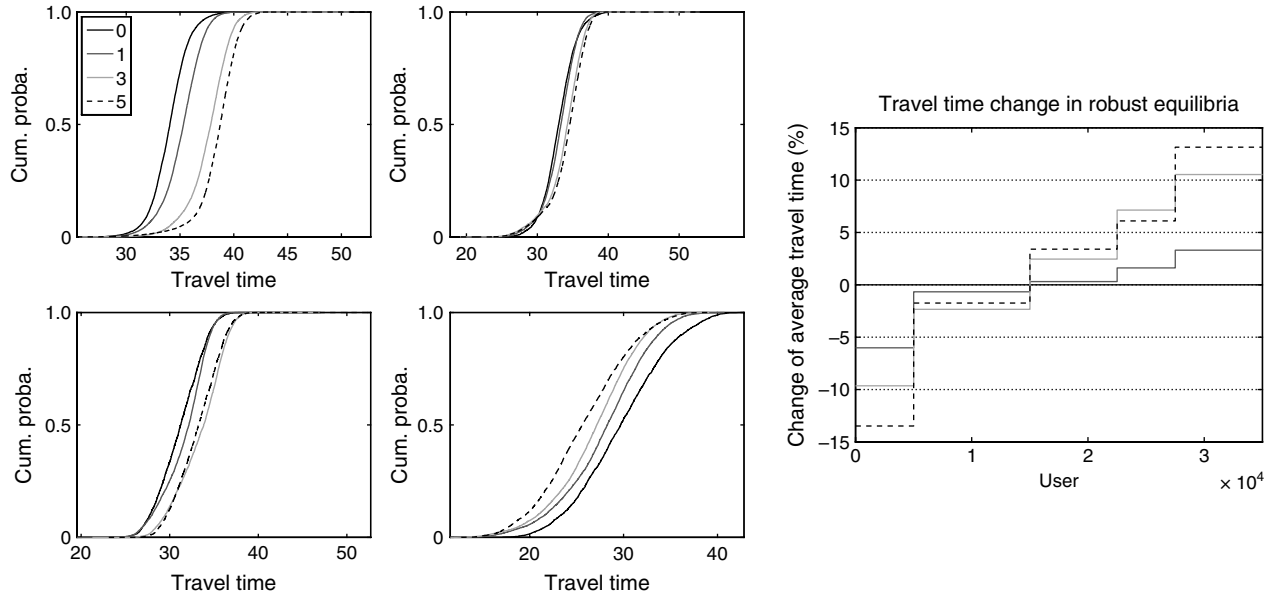 1.0
0.5
0
Cum. proba.
0
1
3
5
30 35 40 45 50
Travel time
1.0
0.5
0
Cum. proba.
20 30 40 50
Travel time
1.0
0.5
0
Cum. proba.
20 30 40 50
Travel time
1.0
0.5
0
Cum. proba.
20 30 40
Travel time
Travel time change in robust equilibria
Change of average travel time (%)
15
10
5
0
−5
−10
−15
0 1 2 3
User
× 10⁴